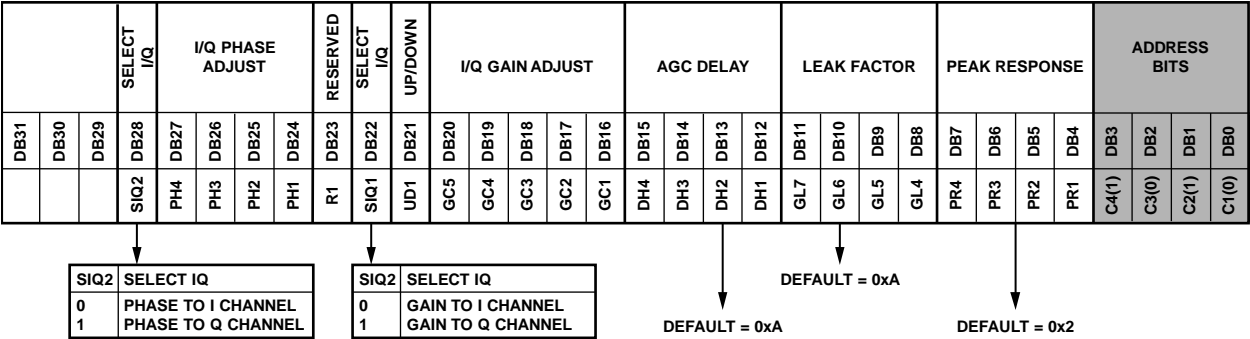 SELECT I/Q
I/Q PHASE ADJUST
RESERVED
SELECT I/Q
UP/DOWN
I/Q GAIN ADJUST
AGC DELAY
LEAK FACTOR
PEAK RESPONSE
ADDRESS BITS
DB31 DB30 DB29 DB28 DB27 DB26 DB25 DB24 DB23 DB22 DB21 DB20 DB19 DB18 DB17 DB16 DB15 DB14 DB13 DB12 DB11 DB10 DB9 DB8 DB7 DB6 DB5 DB4 DB3 DB2 DB1 DB0
SIQ2 PH4 PH3 PH2 PH1 R1 SIQ1 UD1 GC5 GC4 GC3 GC2 GC1 DH4 DH3 DH2 DH1 GL7 GL6 GL5 GL4 PR4 PR3 PR2 PR1 C4(1) C3(0) C2(1) C1(0)
SIQ2 SELECT IQ
0 PHASE TO I CHANNEL
1 PHASE TO Q CHANNEL
SIQ2 SELECT IQ
0 GAIN TO I CHANNEL
1 GAIN TO Q CHANNEL
DEFAULT = 0xA
DEFAULT = 0xA
DEFAULT = 0x2